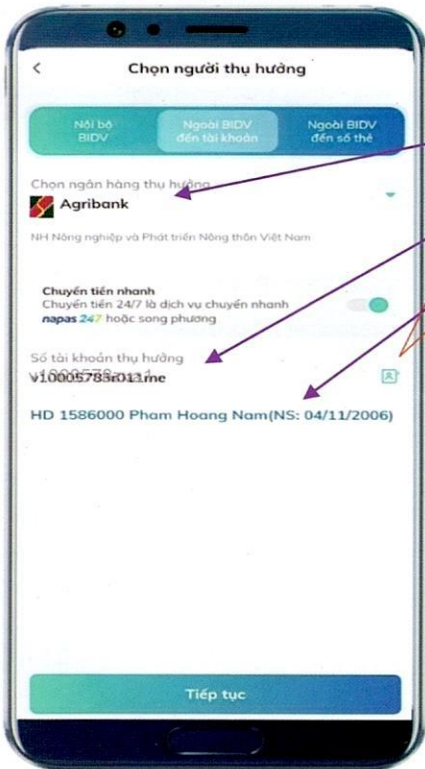 Chọn người thụ hưởng
Nội bộ BIDV
Ngoài BIDV đến tài khoản
Ngoài BIDV đến số thẻ
Chọn ngân hàng thụ hưởng
Agribank
NH Nông nghiệp và Phát triển Nông thôn Việt Nam
Chuyển tiền nhanh
Chuyển tiền 24/7 là dịch vụ chuyển nhanh
napas 247 hoặc song phương
Số tài khoản thụ hưởng
HD 1586000 Pham Hoang Nam(NS: 04/11/2006)
Tiếp tục